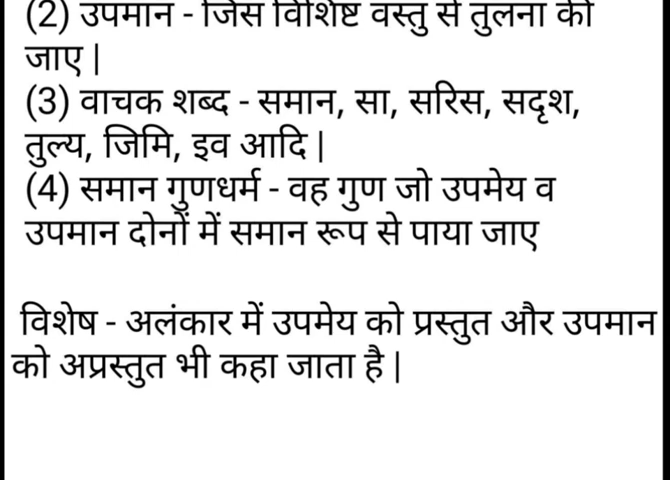 (2) उपमान - जिस विशिष्ट वस्तु से तुलना की
जाए |
(3) वाचक शब्द - समान, सा, सरिस, सदृश,
तुल्य, जिमि, इव आदि |
(4) समान गुणधर्म - वह गुण जो उपमेय व
उपमान दोनों में समान रूप से पाया जाए
विशेष - अलंकार में उपमेय को प्रस्तुत और उपमान
को अप्रस्तुत भी कहा जाता है |